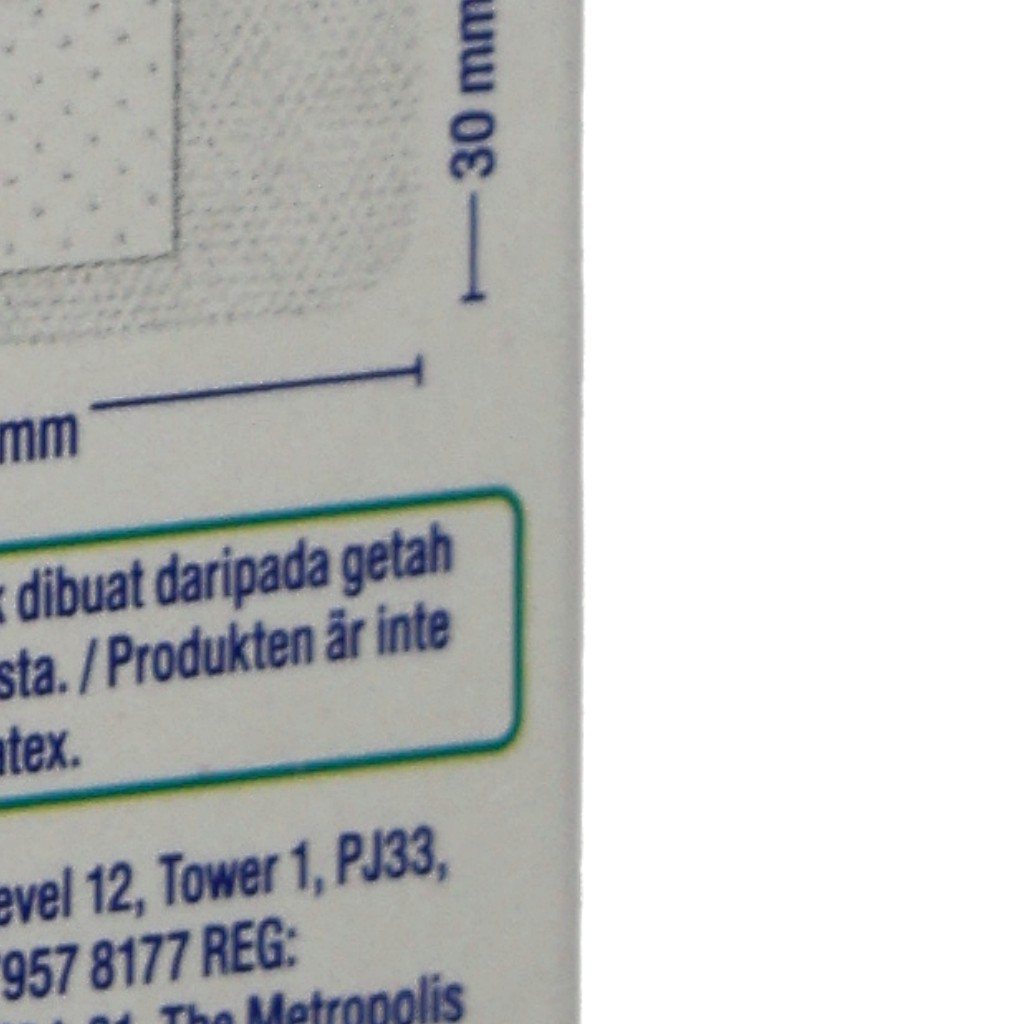 30 mm
mm
dibuat daripada getah
sta. / Produkten är inte
atex.
evel 12, Tower 1, PJ33,
957 8177 REG:
The Metropolis